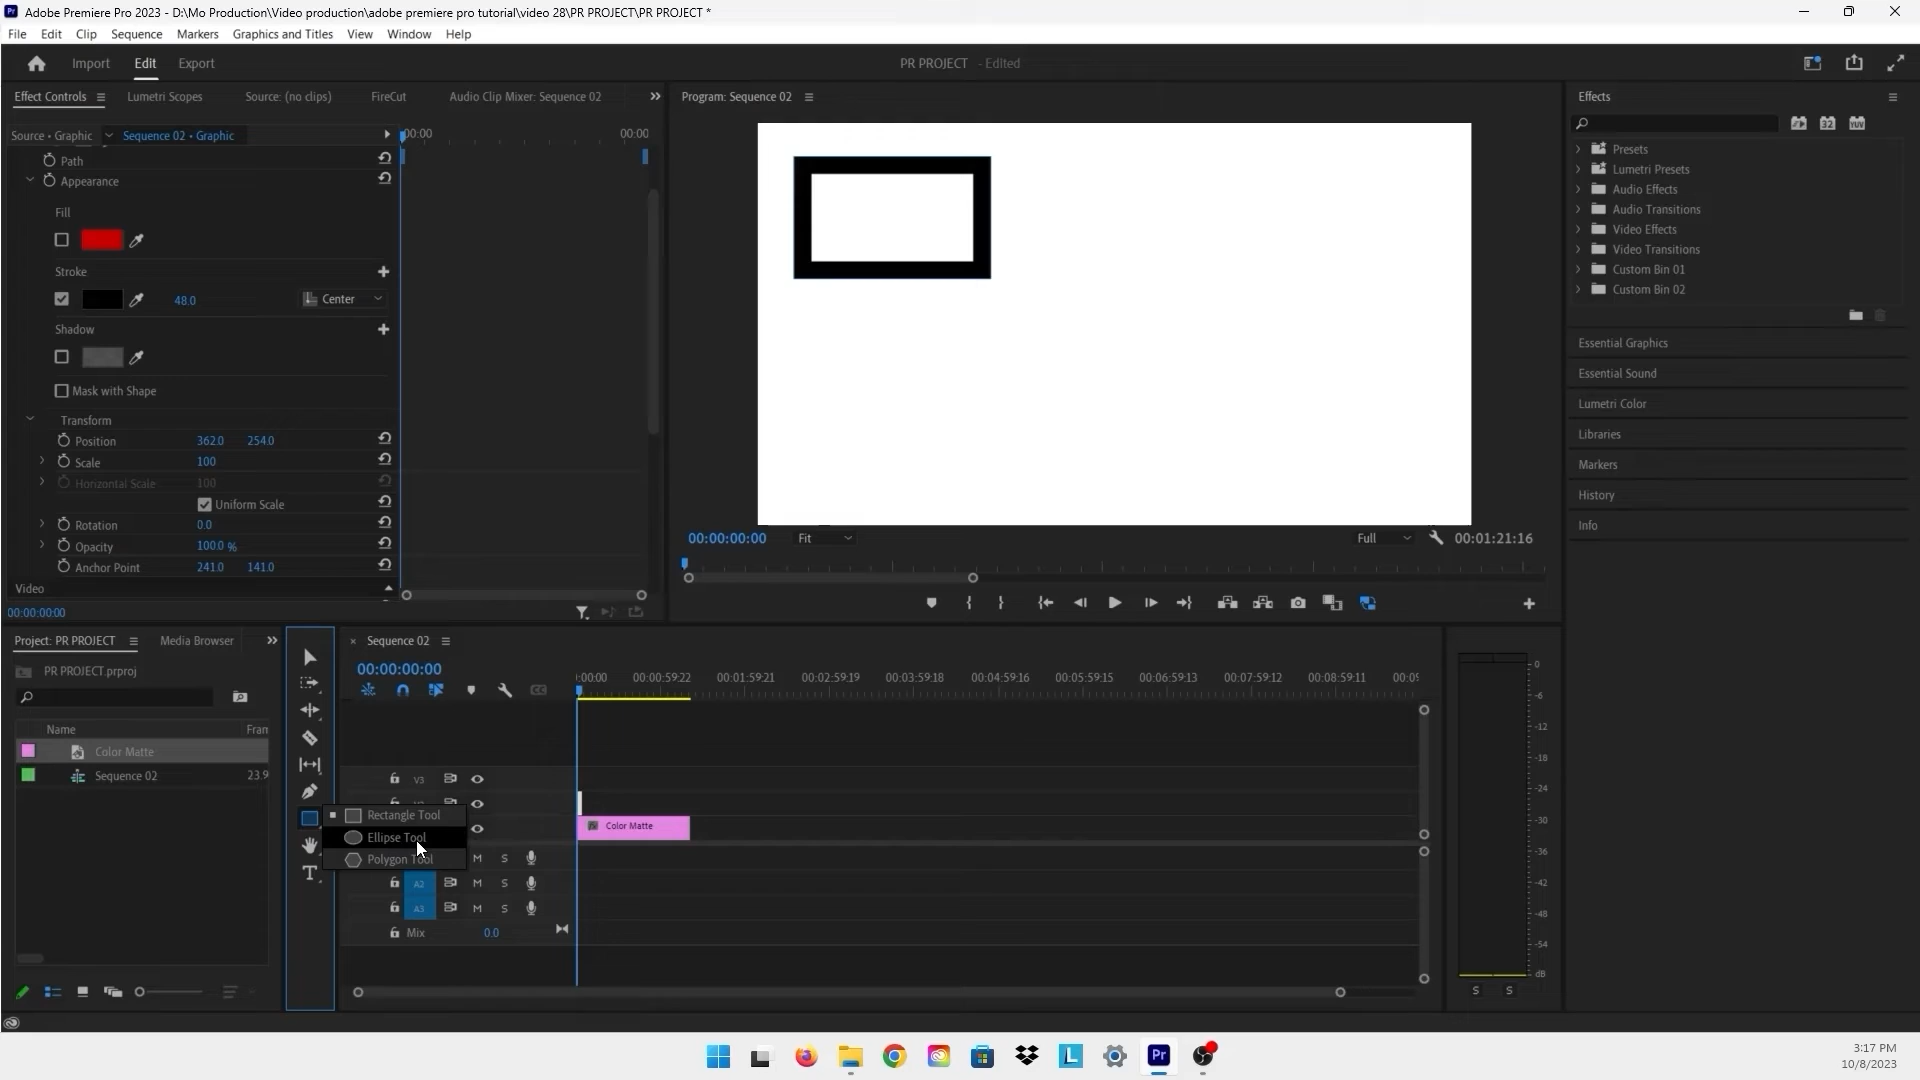 Adobe Premiere Pro 2023 - D:\Mo Production\Video production\adobe premiere pro tutorial\video 28\PR PROJECT\PR PROJECT *
File Edit Clip Sequence Markers Graphics and Titles View Window Help
Import Edit Export
PR PROJECT - Edited
Effect Controls
Lumetri Scopes
Source: (no clips)
FireCut
Audio Clip Mixer: Sequence 02
Source • Graphic
Sequence 02 • Graphic
:00:00
00:00
Path
Appearance
Fill
Stroke
48.0
Center
Shadow
Mask with Shape
Transform
Position 362.0 254.0
Scale 100
Horizontal Scale 100
Uniform Scale
Rotation 0.0
Opacity 100.0 %
Anchor Point 241.0 141.0
Video
00:00:00:00
Program: Sequence 02
00:00:00:00
Fit
Full
00:01:21:16
Effects
32
YUV
Presets
Lumetri Presets
Audio Effects
Audio Transitions
Video Effects
Video Transitions
Custom Bin 01
Custom Bin 02
Essential Graphics
Essential Sound
Lumetri Color
Libraries
Markers
History
Info
Project: PR PROJECT
Media Browser
PR PROJECT.prproj
Name
Fran
Color Matte
Sequence 02
23.9
Rectangle Tool
Ellipse Tool
Polygon Tool
Sequence 02
00:00:00:00
:00:00 00:00:59:22 00:01:59:21 00:02:59:19 00:03:59:18 00:04:59:16 00:05:59:15 00:06:59:13 00:07:59:12 00:08:59:11 00:09
V3
Color Matte
M S
A2 M S
A3 M S
Mix 0.0
0
-6
-12
-18
-24
-30
-36
-42
-48
-54
dB
S S
3:17 PM
10/8/2023